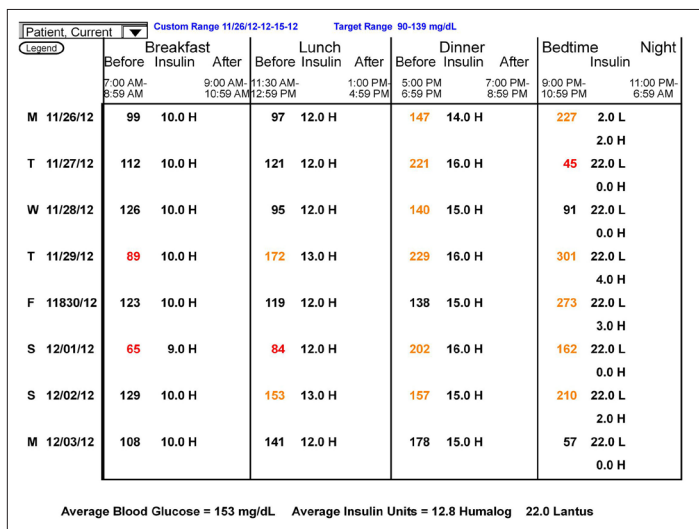 Patient, Current Custom Range 11/26/12-12-15-12 Target Range 90-139 mg/dL
Legend Breakfast Lunch Dinner Bedtime Night
Before Insulin After Before Insulin After Before Insulin After Insulin
7:00 AM- 9:00 AM- 11:30 AM- 1:00 PM- 5:00 PM 7:00 PM- 9:00 PM- 11:00 PM-
8:59 AM 10:59 AM 12:59 PM 4:59 PM 6:59 PM 8:59 PM 10:59 PM 6:59 AM
M 11/26/12 99 10.0 H 97 12.0 H 147 14.0 H 227 2.0 L
2.0 H
T 11/27/12 112 10.0 H 121 12.0 H 221 16.0 H 45 22.0 L
0.0 H
W 11/28/12 126 10.0 H 95 12.0 H 140 15.0 H 91 22.0 L
0.0 H
T 11/29/12 89 10.0 H 172 13.0 H 229 16.0 H 301 22.0 L
4.0 H
F 11830/12 123 10.0 H 119 12.0 H 138 15.0 H 273 22.0 L
3.0 H
S 12/01/12 65 9.0 H 84 12.0 H 202 16.0 H 162 22.0 L
0.0 H
S 12/02/12 129 10.0 H 153 13.0 H 157 15.0 H 210 22.0 L
2.0 H
M 12/03/12 108 10.0 H 141 12.0 H 178 15.0 H 57 22.0 L
0.0 H
Average Blood Glucose = 153 mg/dL Average Insulin Units = 12.8 Humalog 22.0 Lantus